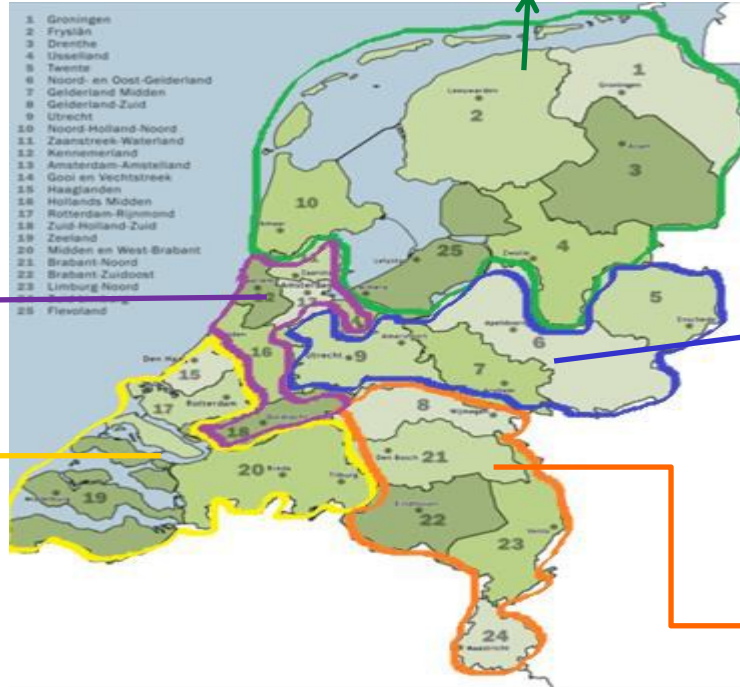 1 Groningen
2 Fryslân
3 Drenthe
4 IJsselland
5 Twente
6 Noord- en Oost-Gelderland
7 Gelderland Midden
8 Gelderland-Zuid
9 Utrecht
10 Noord-Holland-Noord
11 Zaanstreek-Waterland
12 Kennemerland
13 Amsterdam-Amstelland
14 Gooi en Vechtstreek
15 Haaglanden
16 Hollands Midden
17 Rotterdam-Rijnmond
18 Zuid-Holland-Zuid
19 Zeeland
20 Midden en West-Brabant
21 Brabant-Noord
22 Brabant-Zuidoost
23 Limburg-Noord
25 Flevoland
1
Groningen
Leeuwarden
2
Assen
3
10
Zwolle
4
25
Amsterdam
5
Enschede
Apeldoorn
6
Utrecht
9
Amersfoort
7
Den Haag
15
16
17
Rotterdam
18
Dordrecht
8
Nijmegen
Den Bosch
21
20
Breda
Tilburg
19
Eindhoven
22
23
Venlo
24
Maastricht